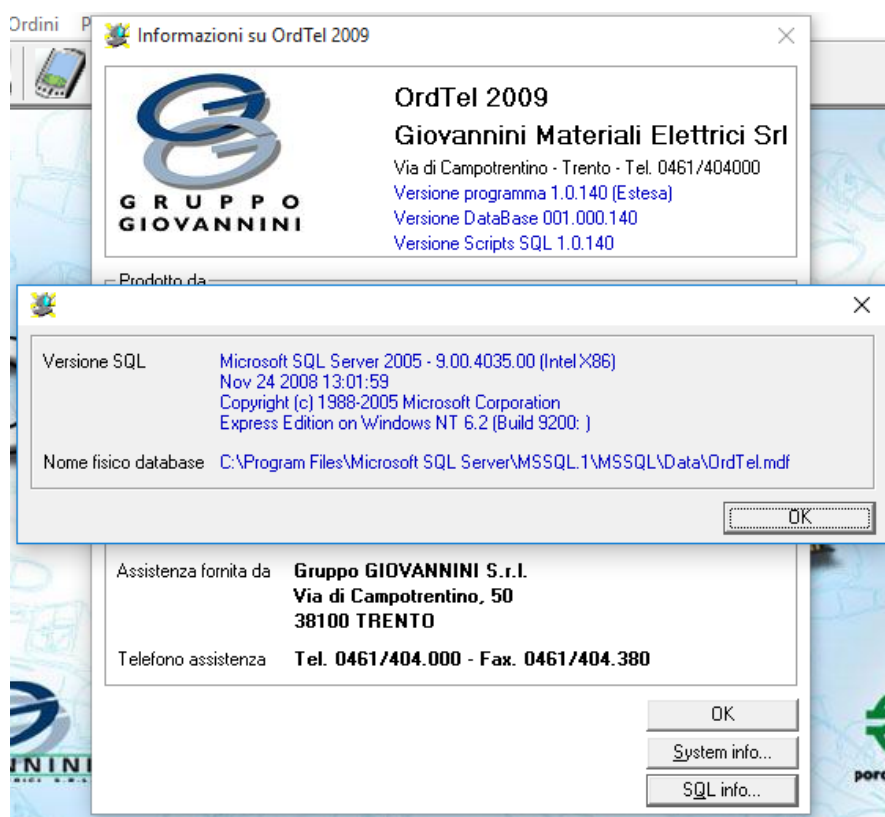 Ordini P
Informazioni su OrdTel 2009
OrdTel 2009
Giovannini Materiali Elettrici Srl
Via di Campotrentino - Trento - Tel. 0461/404000
Versione programma 1.0.140 (Estesa)
Versione DataBase 001.000.140
Versione Scripts SQL 1.0.140
GRUPPO
GIOVANNINI
Prodotto da
Versione SQL Microsoft SQL Server 2005 - 9.00.4035.00 (Intel X86)
Nov 24 2008 13:01:59
Copyright (c) 1988-2005 Microsoft Corporation
Express Edition on Windows NT 6.2 (Build 9200: )
Nome fisico database C:\Program Files\Microsoft SQL Server\MSSQL.1\MSSQL\Data\OrdTel.mdf
OK
Assistenza fornita da Gruppo GIOVANNINI S.r.l.
Via di Campotrentino, 50
38100 TRENTO
Telefono assistenza Tel. 0461/404.000 - Fax. 0461/404.380
OK
System info...
SQL info...
NNINI
porc